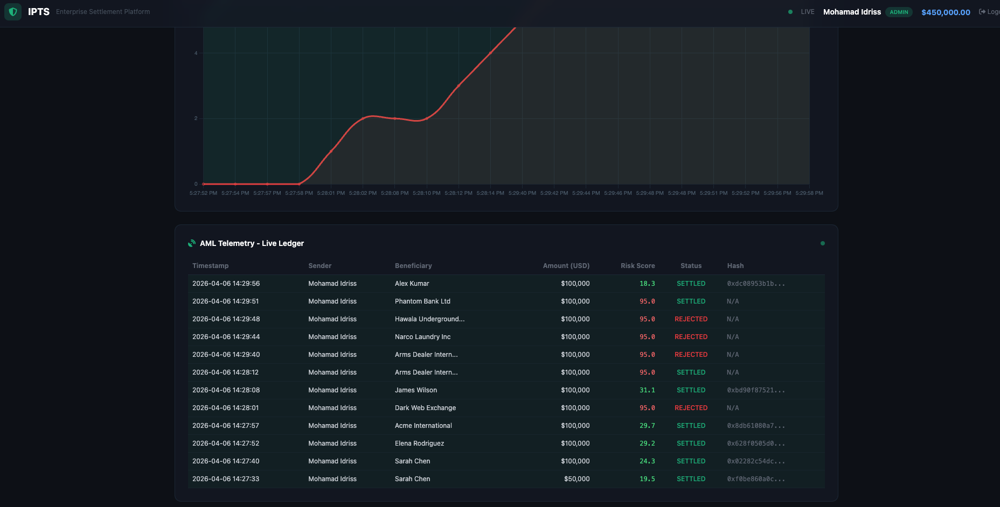 IPTS Enterprise Settlement Platform LIVE Mohamad Idriss ADMIN $450,000.00 Logo
4
2
0
5:27:52 PM 5:27:54 PM 5:27:57 PM 5:27:58 PM 5:28:01 PM 5:28:02 PM 5:28:08 PM 5:28:10 PM 5:28:12 PM 5:28:14 PM 5:29:40 PM 5:29:42 PM 5:29:44 PM 5:29:46 PM 5:29:48 PM 5:29:48 PM 5:29:51 PM 5:29:52 PM 5:29:56 PM 5:29:58 PM
AML Telemetry - Live Ledger
Timestamp Sender Beneficiary Amount (USD) Risk Score Status Hash
2026-04-06 14:29:56 Mohamad Idriss Alex Kumar $100,000 18.3 SETTLED 0xdc08953b1b...
2026-04-06 14:29:51 Mohamad Idriss Phantom Bank Ltd $100,000 95.0 SETTLED N/A
2026-04-06 14:29:48 Mohamad Idriss Hawala Underground... $100,000 95.0 REJECTED N/A
2026-04-06 14:29:44 Mohamad Idriss Narco Laundry Inc $100,000 95.0 REJECTED N/A
2026-04-06 14:29:40 Mohamad Idriss Arms Dealer Intern... $100,000 95.0 REJECTED N/A
2026-04-06 14:28:12 Mohamad Idriss Arms Dealer Intern... $100,000 95.0 SETTLED N/A
2026-04-06 14:28:08 Mohamad Idriss James Wilson $100,000 31.1 SETTLED 0xbd90f87521...
2026-04-06 14:28:01 Mohamad Idriss Dark Web Exchange $100,000 95.0 REJECTED N/A
2026-04-06 14:27:57 Mohamad Idriss Acme International $100,000 29.7 SETTLED 0x8db61080a7...
2026-04-06 14:27:52 Mohamad Idriss Elena Rodriguez $100,000 29.2 SETTLED 0x628f0505d0...
2026-04-06 14:27:40 Mohamad Idriss Sarah Chen $100,000 24.3 SETTLED 0x02282c54dc...
2026-04-06 14:27:33 Mohamad Idriss Sarah Chen $50,000 19.5 SETTLED 0xf0be860a0c...